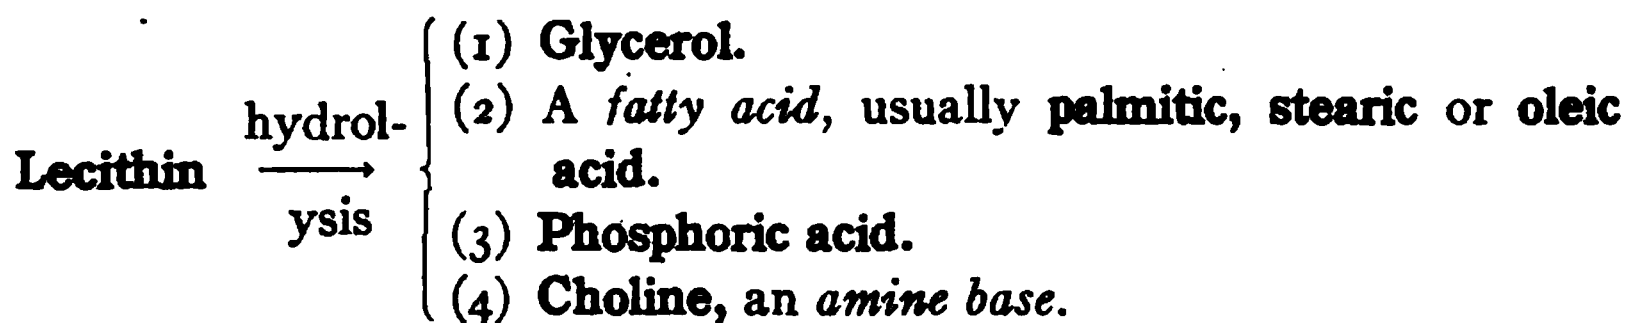 (1) Glycerol.
(2) A fatty acid, usually palmitic, stearic or oleic
hydrol-
Lecithin
acid.
ysis
(3) Phosphoric acid.
(4) Choline, an amine base.